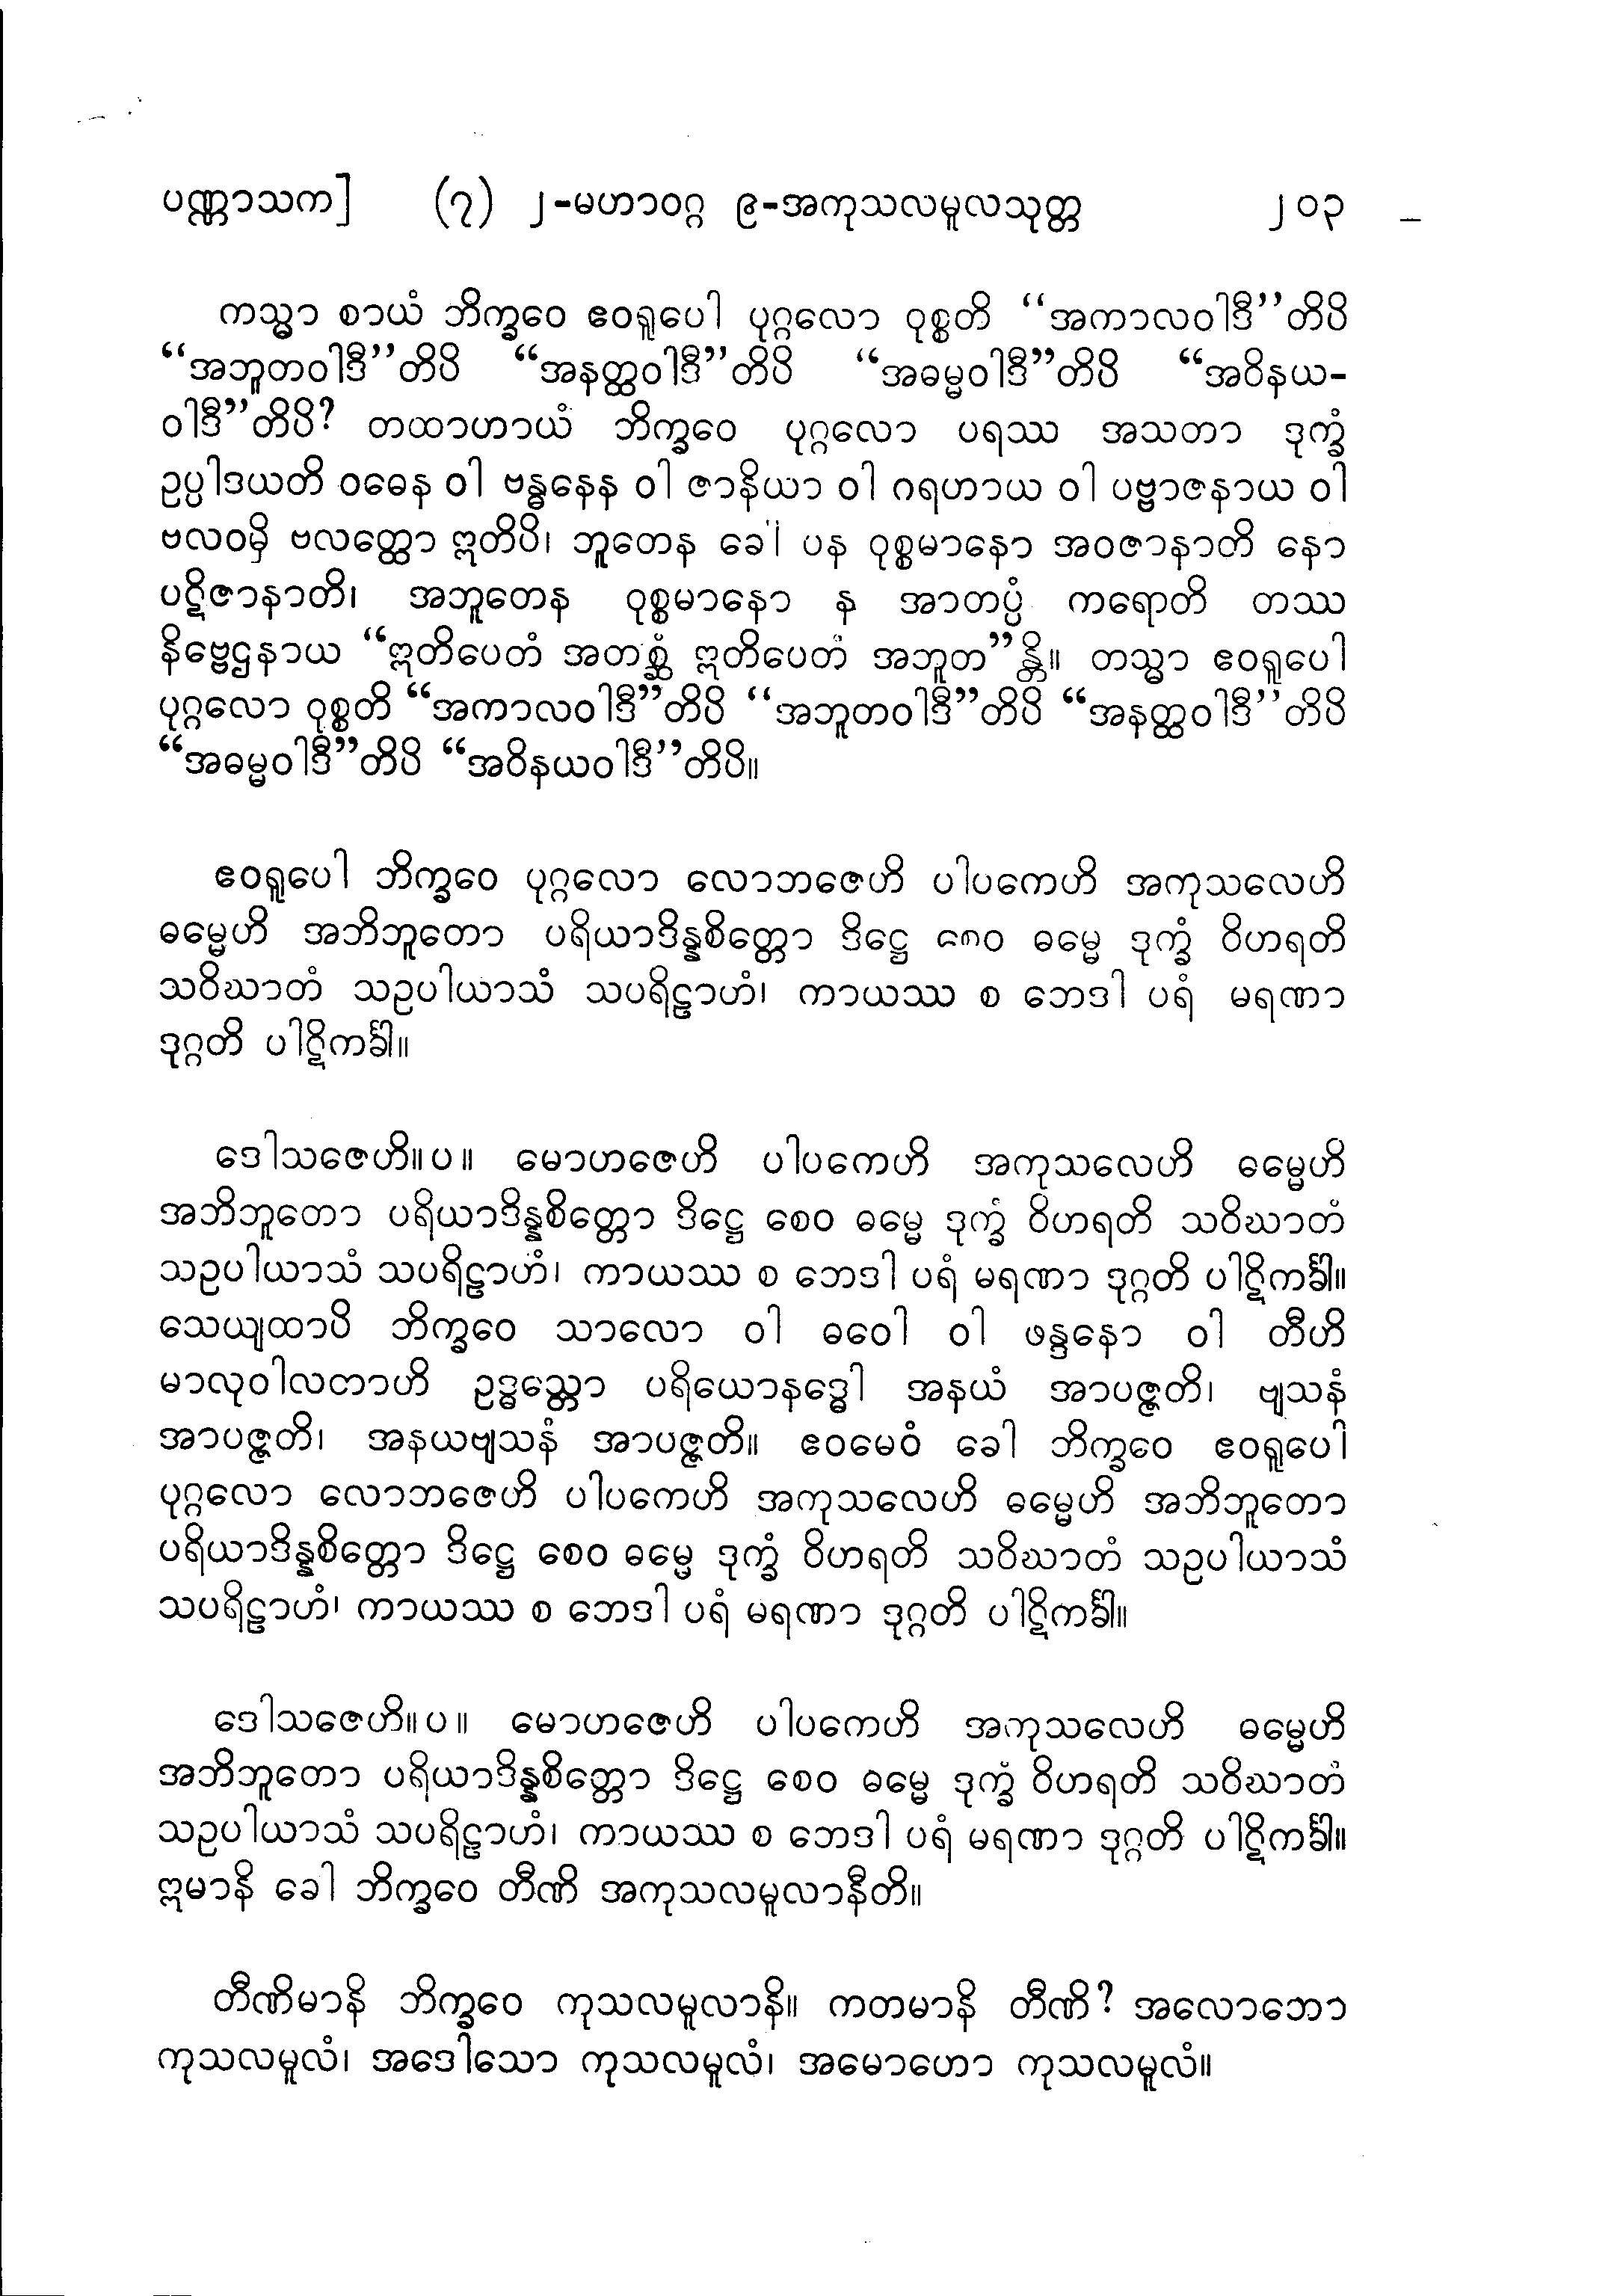 ပဏ္ဏာသက] (၇) ၂-မဟာဝဂ္ဂ ၉-အကုသလမူလသုတ္တ ၂၀၃
ကသ္မာ စာယံ ဘိက္ခဝေ ဧဝရူပေါ ပုဂ္ဂလော ဝုစ္စတိ “အကာလဝါဒီ”တိပိ
“အဘူတဝါဒီ”တိပိ “အနတ္ထဝါဒီ”တိပိ “အဓမ္မဝါဒီ”တိပိ “အဝိနယ-
ဝါဒီ”တိပိ? တထာဟာယံ ဘိက္ခဝေ ပုဂ္ဂလော ပရဿ အသတာ ဒုက္ခံ
ဥပ္ပါဒယတိ ဝဓေန ဝါ ဗန္ဓနေန ဝါ ဇာနိယာ ဝါ ဂရဟာယ ဝါ ပဗ္ဗာဇနာယ ဝါ
ဗလဝမှိ ဗလတ္ထော ဣတိပိ၊ ဘူတေန ခေါ ပန ဝုစ္စမာနော အဝဇာနာတိ နော
ပဋိဇာနာတိ၊ အဘူတေန ဝုစ္စမာနော န အာတပ္ပံ ကရောတိ တဿ
နိဗ္ဗေဌနာယ “ဣတိပေတံ အတစ္ဆံ ဣတိပေတံ အဘူတ”န္တိ။ တသ္မာ ဧဝရူပေါ
ပုဂ္ဂလော ဝုစ္စတိ “အကာလဝါဒီ”တိပိ “အဘူတဝါဒီ”တိပိ “အနတ္ထဝါဒီ”တိပိ
“အဓမ္မဝါဒီ”တိပိ “အဝိနယဝါဒီ”တိပိ။
ဧဝရူပေါ ဘိက္ခဝေ ပုဂ္ဂလော လောဘဇေဟိ ပါပကေဟိ အကုသလေဟိ
ဓမ္မေဟိ အဘိဘူတော ပရိယာဒိန္နစိတ္တော ဒိဋ္ဌေ စေဝ ဓမ္မေ ဒုက္ခံ ဝိဟရတိ
သဝိဃာတံ သဥပါယာသံ သပရိဠာဟံ၊ ကာယဿ စ ဘေဒါ ပရံ မရဏာ
ဒုဂ္ဂတိ ပါဋိကင်္ခါ။
ဒေါသဇေဟိ။ပ။ မောဟဇေဟိ ပါပကေဟိ အကုသလေဟိ ဓမ္မေဟိ
အဘိဘူတော ပရိယာဒိန္နစိတ္တော ဒိဋ္ဌေ စေဝ ဓမ္မေ ဒုက္ခံ ဝိဟရတိ သဝိဃာတံ
သဥပါယာသံ သပရိဠာဟံ၊ ကာယဿ စ ဘေဒါ ပရံ မရဏာ ဒုဂ္ဂတိ ပါဋိကင်္ခါ။
သေယျထာပိ ဘိက္ခဝေ သာလော ဝါ ဓဝေါ ဝါ ဖန္ဒနော ဝါ တီဟိ
မာလုဝါလတာဟိ ဥဒ္ဓသ္တော ပရိယောနဒ္ဓေါ အနယံ အာပဇ္ဇတိ၊ ဗျသနံ
အာပဇ္ဇတိ၊ အနယဗျသနံ အာပဇ္ဇတိ။ ဧဝမေဝံ ခေါ ဘိက္ခဝေ ဧဝရူပေါ
ပုဂ္ဂလော လောဘဇေဟိ ပါပကေဟိ အကုသလေဟိ ဓမ္မေဟိ အဘိဘူတော
ပရိယာဒိန္နစိတ္တော ဒိဋ္ဌေ စေဝ ဓမ္မေ ဒုက္ခံ ဝိဟရတိ သဝိဃာတံ သဥပါယာသံ
သပရိဠာဟံ၊ ကာယဿ စ ဘေဒါ ပရံ မရဏာ ဒုဂ္ဂတိ ပါဋိကင်္ခါ။
ဒေါသဇေဟိ။ပ။ မောဟဇေဟိ ပါပကေဟိ အကုသလေဟိ ဓမ္မေဟိ
အဘိဘူတော ပရိယာဒိန္နစိတ္တော ဒိဋ္ဌေ စေဝ ဓမ္မေ ဒုက္ခံ ဝိဟရတိ သဝိဃာတံ
သဥပါယာသံ သပရိဠာဟံ၊ ကာယဿ စ ဘေဒါ ပရံ မရဏာ ဒုဂ္ဂတိ ပါဋိကင်္ခါ။
ဣမာနိ ခေါ ဘိက္ခဝေ တီဏိ အကုသလမူလာနီတိ။
တီဏိမာနိ ဘိက္ခဝေ ကုသလမူလာနိ။ ကတမာနိ တီဏိ? အလောဘော
ကုသလမူလံ၊ အဒေါသော ကုသလမူလံ၊ အမောဟော ကုသလမူလံ။